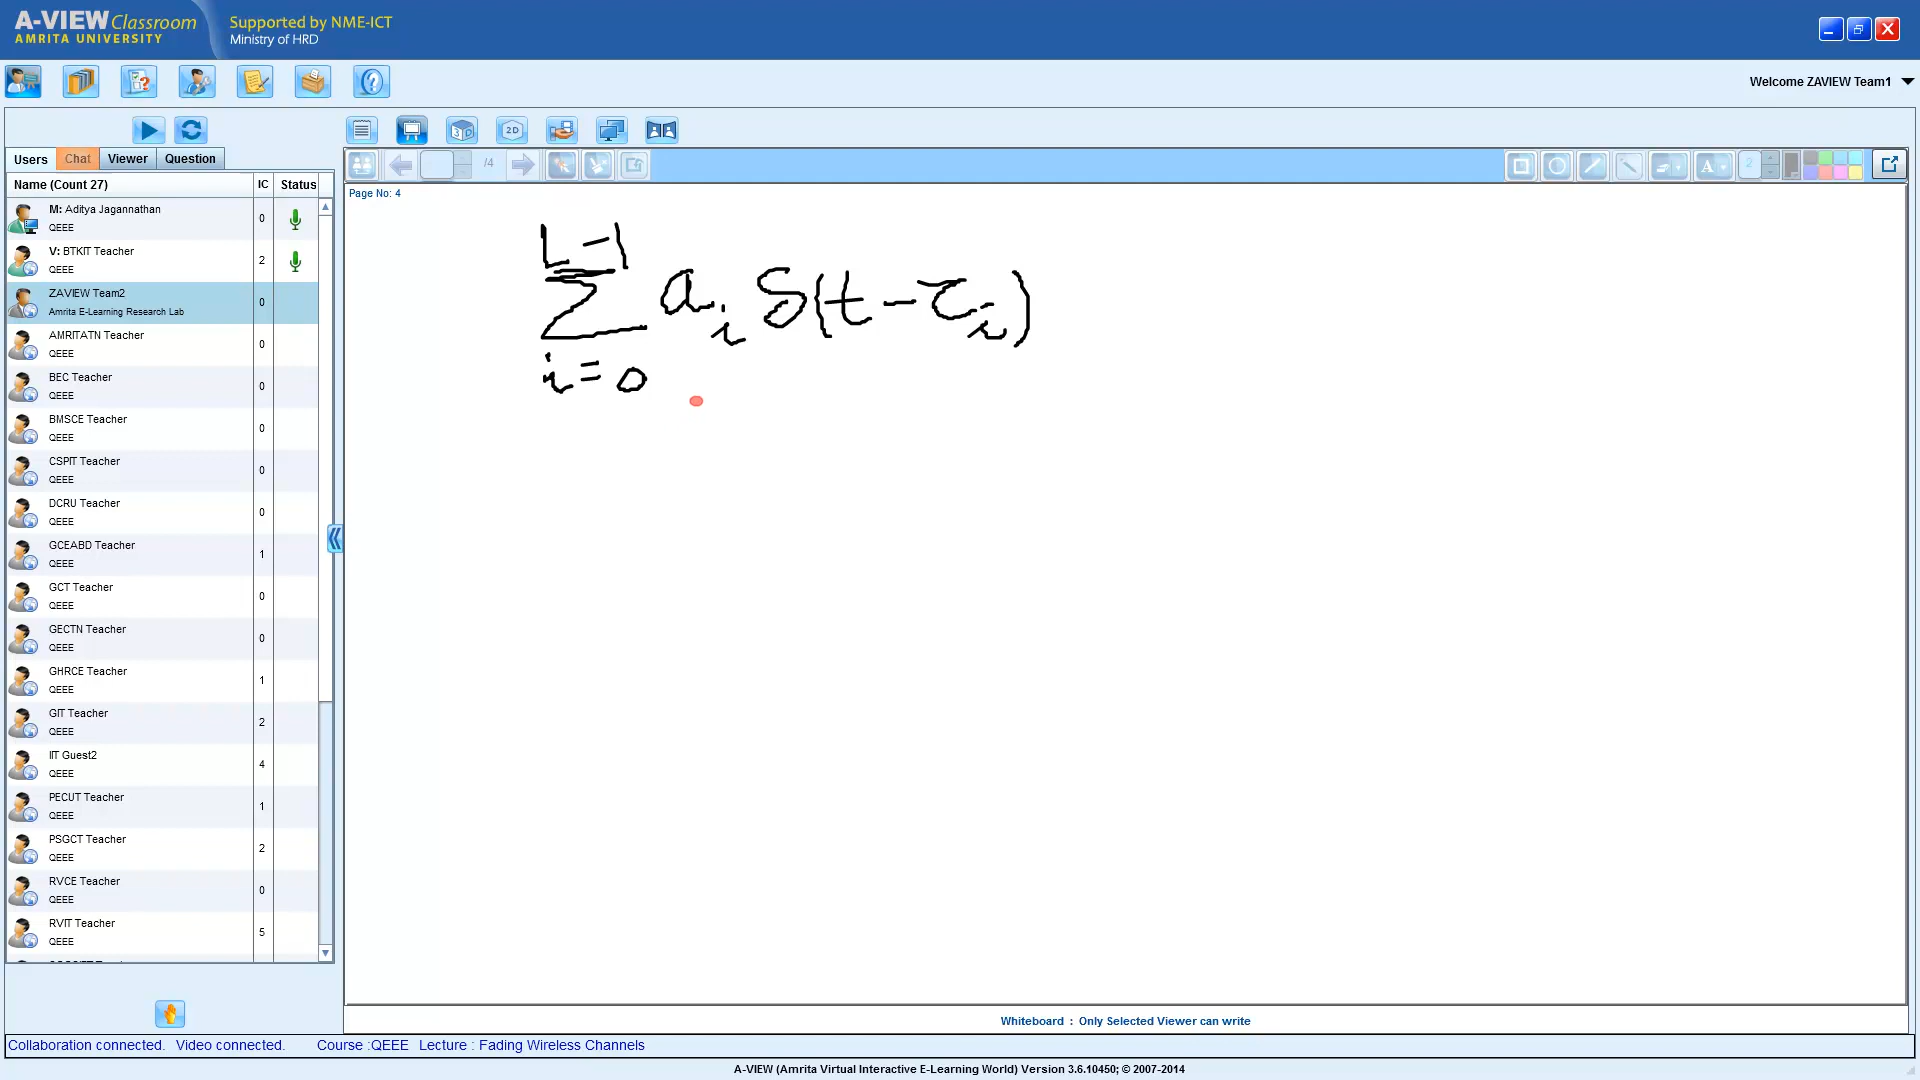 A-VIEW Classroom
AMRITA UNIVERSITY
Supported by NME-ICT
Ministry of HRD
Welcome ZAVIEW Team1
Users Chat Viewer Question
Name (Count 27) IC Status
M: Aditya Jagannathan
QEEE
0
V: BTKIT Teacher
QEEE
2
ZAVIEW Team2
Amrita E-Learning Research Lab
0
AMRITATN Teacher
QEEE
0
BEC Teacher
QEEE
0
BMSCE Teacher
QEEE
0
CSPIT Teacher
QEEE
0
DCRU Teacher
QEEE
0
GCEABD Teacher
QEEE
1
GCT Teacher
QEEE
0
GECTN Teacher
QEEE
0
GHRCE Teacher
QEEE
1
GIT Teacher
QEEE
2
IIT Guest2
QEEE
4
PECUT Teacher
QEEE
1
PSGCT Teacher
QEEE
2
RVCE Teacher
QEEE
0
RVIT Teacher
QEEE
5
3D 2D
/4 A 2
Page No: 4
L-1
∑ a_i δ(t - τ_i)
i = 0
Whiteboard : Only Selected Viewer can write
Collaboration connected. Video connected. Course :QEEE Lecture : Fading Wireless Channels
A-VIEW (Amrita Virtual Interactive E-Learning World) Version 3.6.10450; © 2007-2014